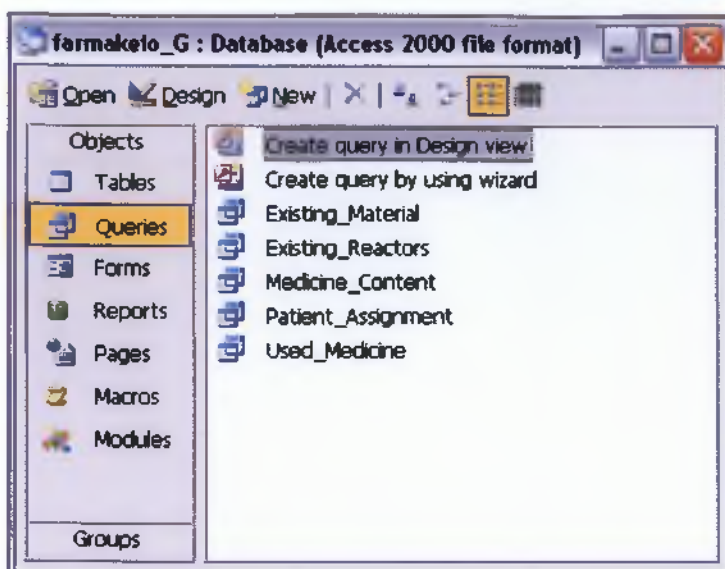 farmakeio_G : Database (Access 2000 file format)
Open Design New
Objects
Tables
Queries
Forms
Reports
Pages
Macros
Modules
Groups
Create query in Design view
Create query by using wizard
Existing_Material
Existing_Reactors
Medicine_Content
Patient_Assignment
Used_Medicine